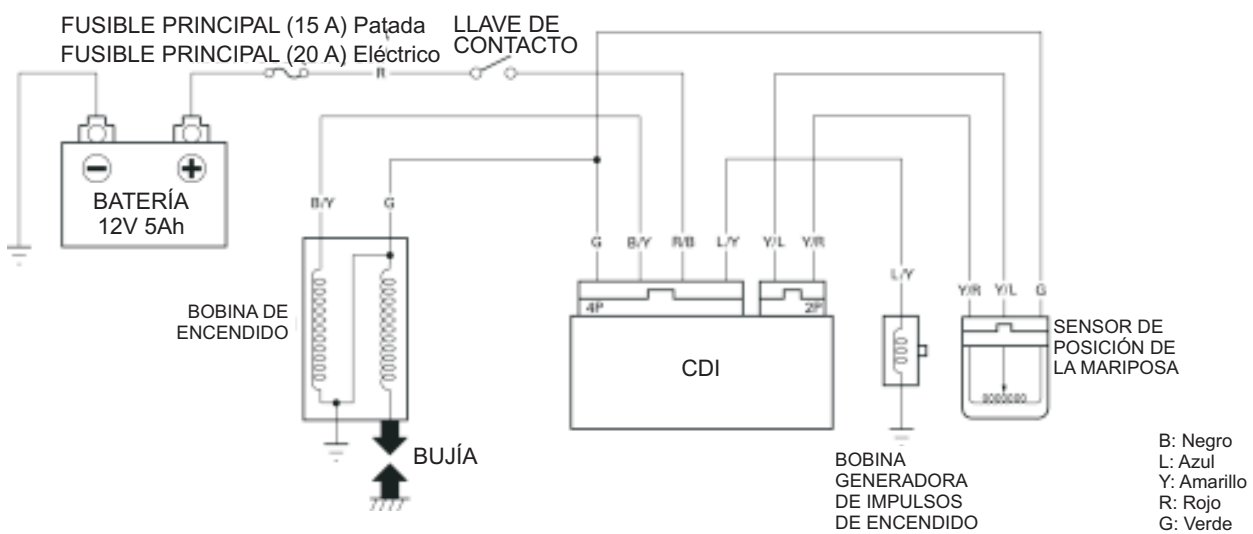 FUSIBLE PRINCIPAL (15 A) Patada
FUSIBLE PRINCIPAL (20 A) Eléctrico
LLAVE DE
CONTACTO
R
BATERÍA
12V 5Ah
B/Y
G
G
B/Y
R/B
L/Y
Y/L
Y/R
L/Y
Y/R
Y/L
G
4P
2P
CDI
BOBINA DE
ENCENDIDO
BUJÍA
SENSOR DE
POSICIÓN DE
LA MARIPOSA
BOBINA
GENERADORA
DE IMPULSOS
DE ENCENDIDO
B: Negro
L: Azul
Y: Amarillo
R: Rojo
G: Verde